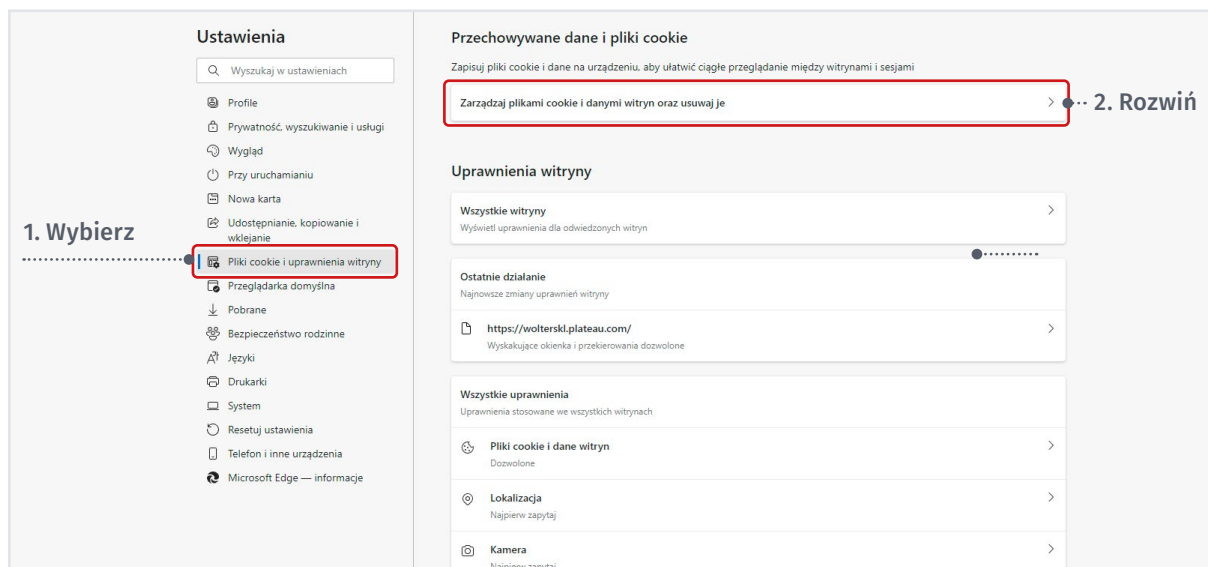 Ustawienia
Wyszukaj w ustawieniach
Profile
Prywatność, wyszukiwanie i usługi
Wygląd
Przy uruchamianiu
Nowa karta
Udostępnianie, kopiowanie i
wklejanie
1. Wybierz
Pliki cookie i uprawnienia witryny
Przeglądarka domyślna
Pobrane
Bezpieczeństwo rodzinne
Języki
Drukarki
System
Resetuj ustawienia
Telefon i inne urządzenia
Microsoft Edge — informacje
Przechowywane dane i pliki cookie
Zapisuj pliki cookie i dane na urządzeniu, aby ułatwić ciągłe przeglądanie między witrynami i sesjami
Zarządzaj plikami cookie i danymi witryn oraz usuwaj je
2. Rozwiń
Uprawnienia witryny
Wszystkie witryny
Wyświetl uprawnienia dla odwiedzonych witryn
Ostatnie działanie
Najnowsze zmiany uprawnień witryny
https://wolterskl.plateau.com/
Wyskakujące okienka i przekierowania dozwolone
Wszystkie uprawnienia
Uprawnienia stosowane we wszystkich witrynach
Pliki cookie i dane witryn
Dozwolone
Lokalizacja
Najpierw zapytaj
Kamera
Najpierw zapytaj